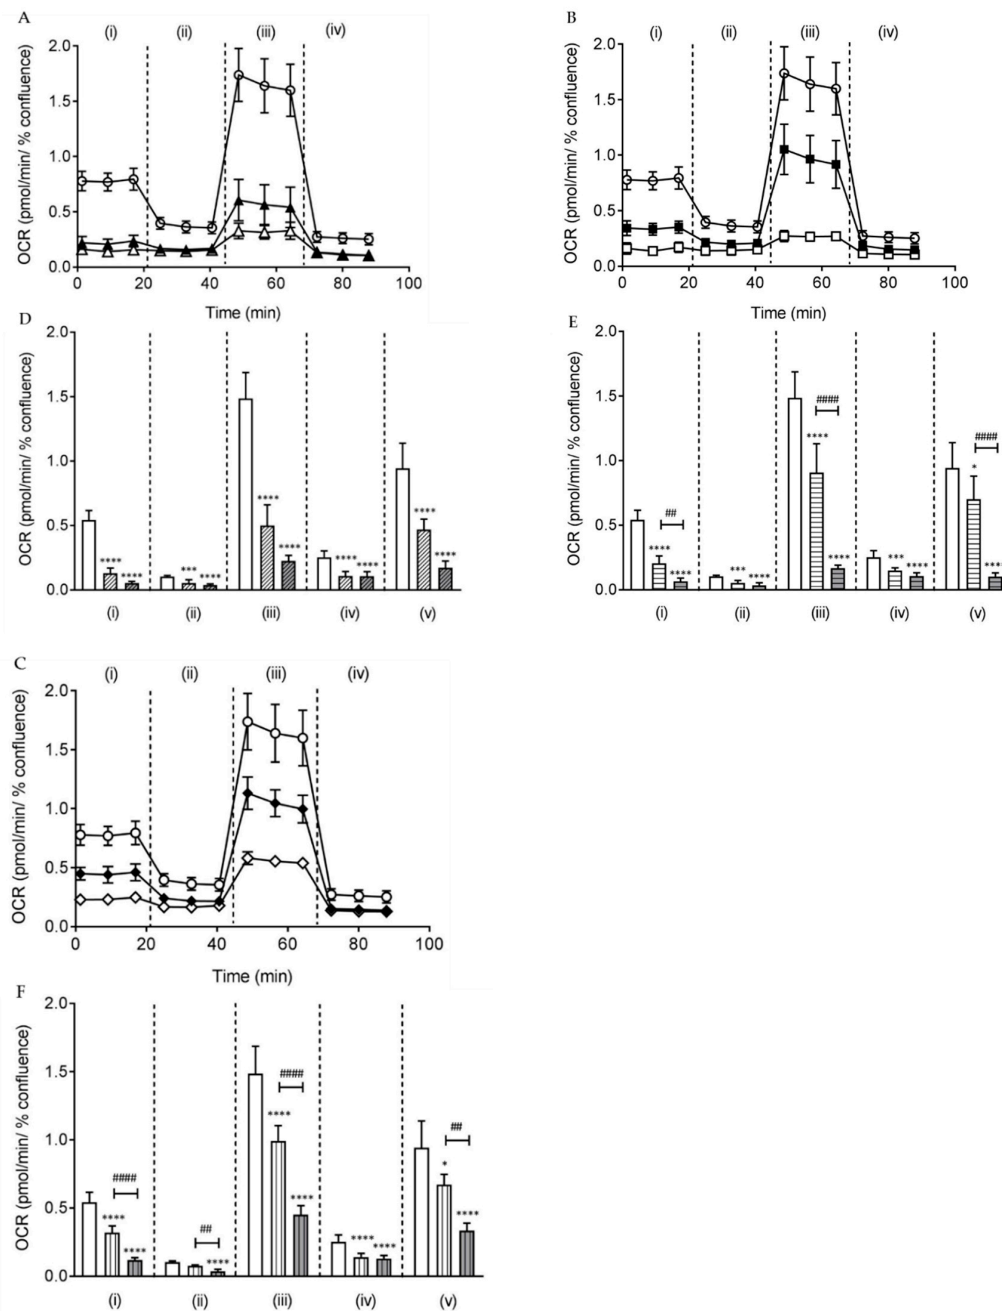 A
(i) (ii) (iii) (iv)
OCR (pmol/min/ % confluence)
2.0
1.5
1.0
0.5
0.0
0 20 40 60 80 100
Time (min)
B
(i) (ii) (iii) (iv)
OCR (pmol/min/ % confluence)
2.0
1.5
1.0
0.5
0.0
0 20 40 60 80 100
Time (min)
D
OCR (pmol/min/ % confluence)
2.0
1.5
1.0
0.5
0.0
**** ****
*** ****
**** ****
**** ****
**** ****
(i) (ii) (iii) (iv) (v)
E
OCR (pmol/min/ % confluence)
2.0
1.5
1.0
0.5
0.0
##
**** ****
*** ****
####
**** ****
*** ****
####
* ****
(i) (ii) (iii) (iv) (v)
C
(i) (ii) (iii) (iv)
OCR (pmol/min/ % confluence)
2.0
1.5
1.0
0.5
0.0
0 20 40 60 80 100
Time (min)
F
OCR (pmol/min/ % confluence)
2.0
1.5
1.0
0.5
0.0
####
**** ****
##
****
####
**** ****
**** ****
##
* ****
(i) (ii) (iii) (iv) (v)